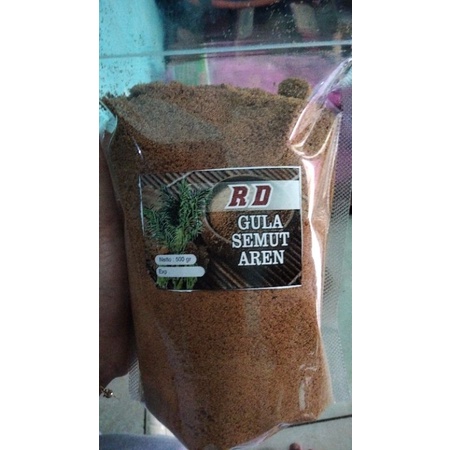 RD
GULA
SEMUT
AREN
Netto : 500 gr
Exp :